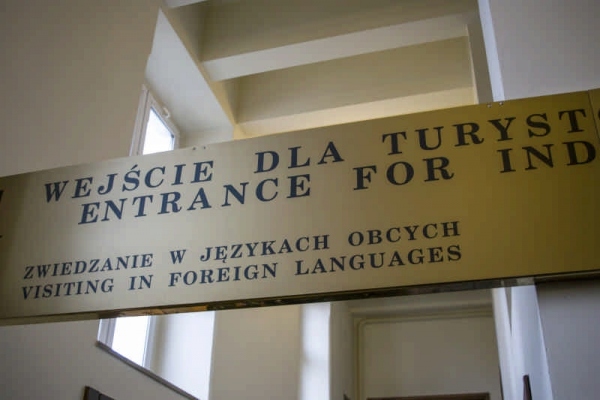 WEJŚCIE DLA TURYST
ENTRANCE FOR IND
ZWIEDZANIE W JĘZYKACH OBCYCH
VISITING IN FOREIGN LANGUAGES